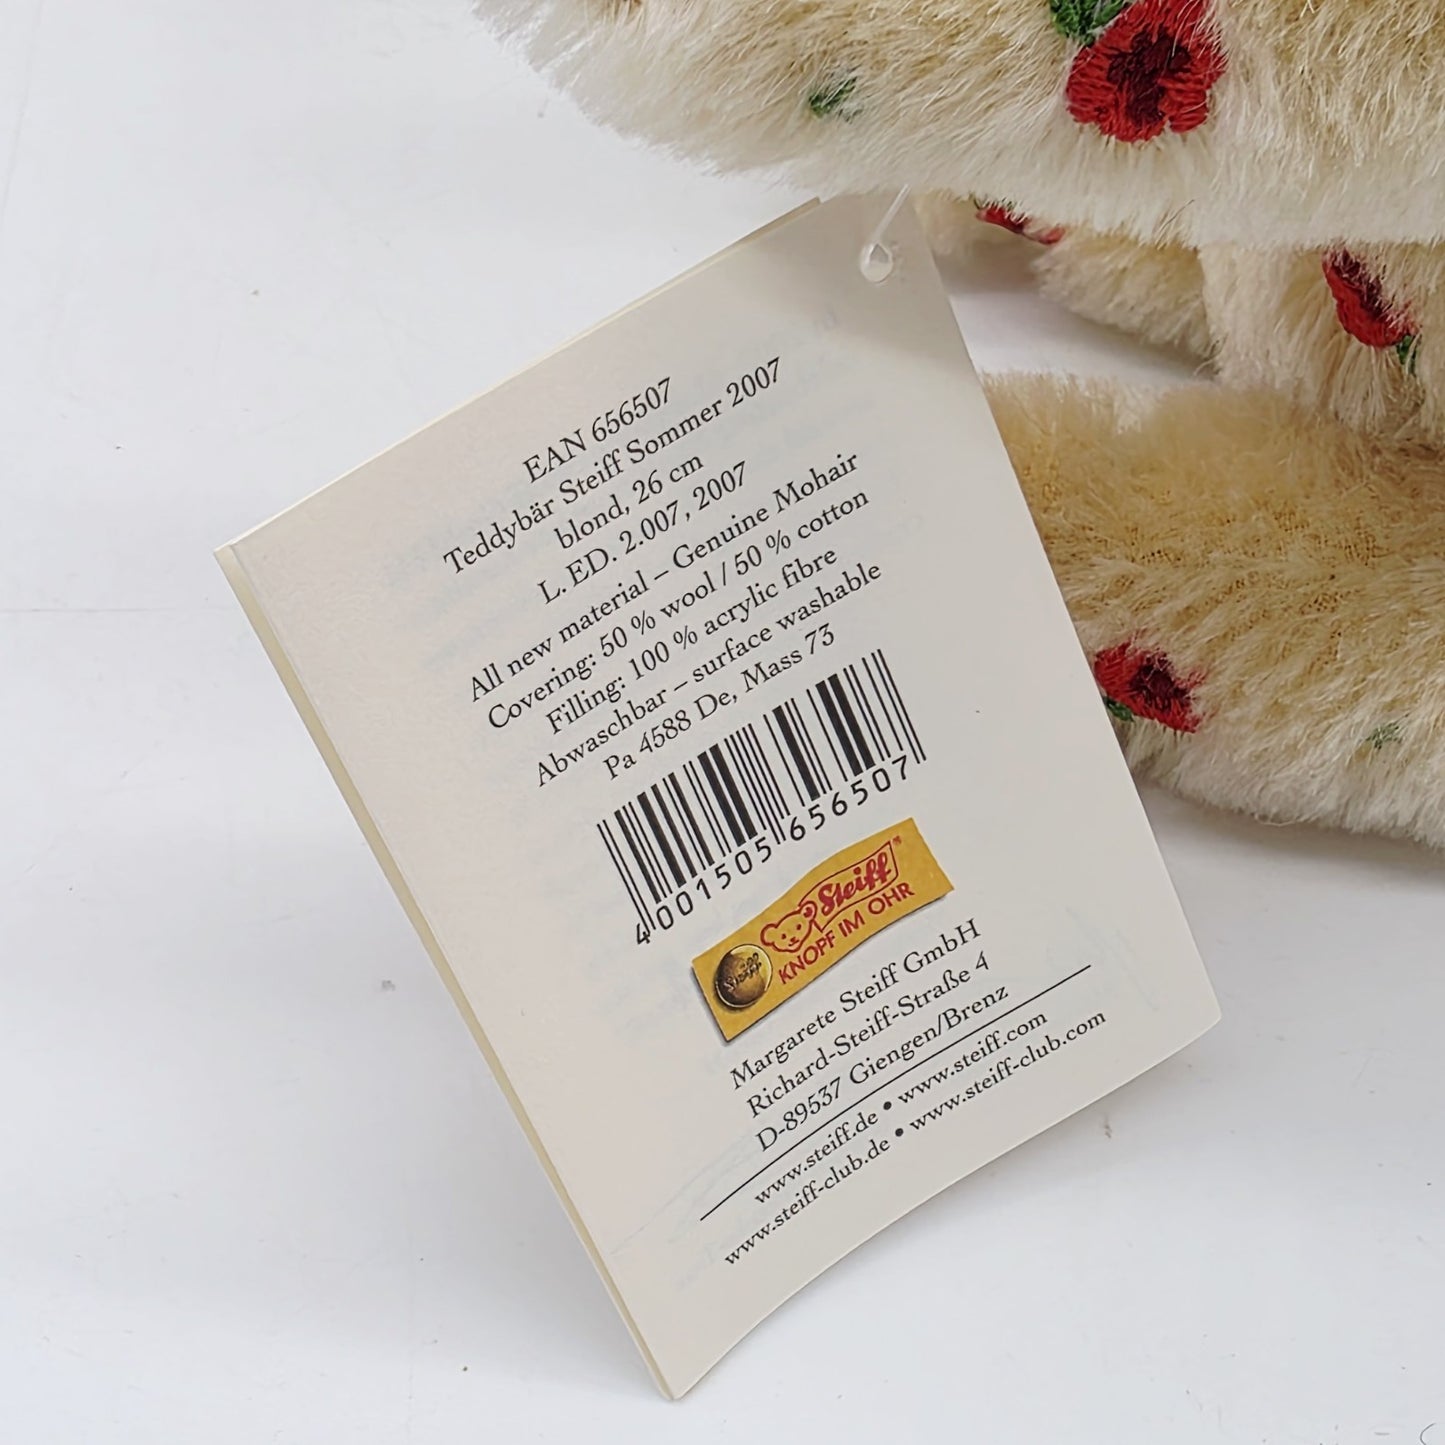 EAN 656507
Teddybär Steiff Sommer 2007
blond, 26 cm
L. ED. 2.007, 2007
All new material – Genuine Mohair
Covering: 50 % wool / 50 % cotton
Filling: 100 % acrylic fibre
Abwaschbar – surface washable
Pa 4588 De, Mass 73
4001505656507
Steiff
Steiff
KNOPF IM OHR
Margarete Steiff GmbH
Richard-Steiff-Straße 4
D-89537 Giengen/Brenz
www.steiff.de • www.steiff.com
www.steiff-club.de • www.steiff-club.com